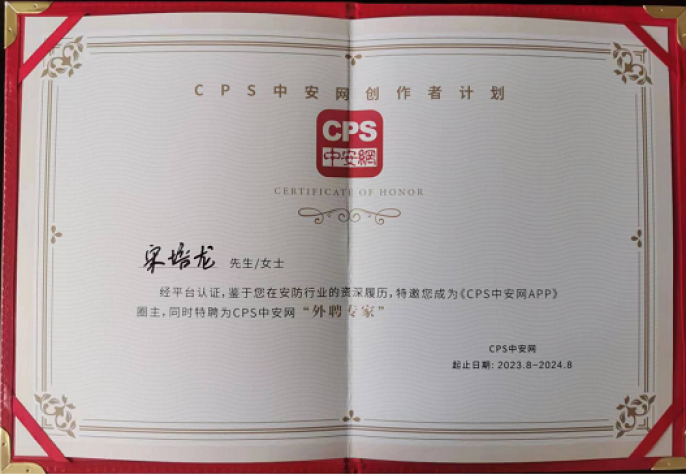 CPS中安网创作者计划
CPS
中安網
CERTIFICATE OF HONOR
宋培龙 先生/女士
经平台认证,鉴于您在安防行业的资深履历,特邀您成为《CPS中安网APP》
圈主,同时特聘为CPS中安网“外聘专家”
CPS中安网
起止日期: 2023.8-2024.8